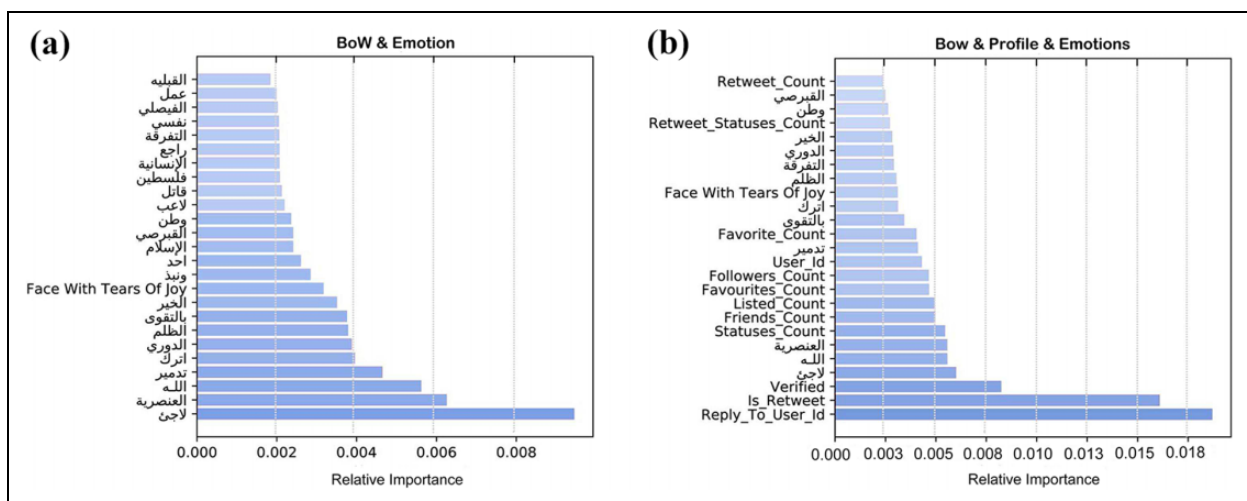 (a)
BoW & Emotion
القبليه
عمل
الفيصلي
نفسي
التفرقة
راجع
الإنسانية
فلسطين
قاتل
لاعب
وطن
القبرصي
الإسلام
احد
ونبذ
Face With Tears Of Joy
الخير
بالتقوى
الظلم
الدوري
اترك
تدمير
اللـه
العنصرية
لاجئ
0.000 0.002 0.004 0.006 0.008
Relative Importance
(b)
Bow & Profile & Emotions
Retweet_Count
القبرصي
وطن
Retweet_Statuses_Count
الخير
الدوري
التفرقة
الظلم
Face With Tears Of Joy
اترك
بالتقوى
Favorite_Count
تدمير
User_Id
Followers_Count
Favourites_Count
Listed_Count
Friends_Count
Statuses_Count
العنصرية
اللـه
لاجئ
Verified
Is_Retweet
Reply_To_User_Id
0.000 0.003 0.005 0.008 0.010 0.013 0.015 0.018
Relative Importance